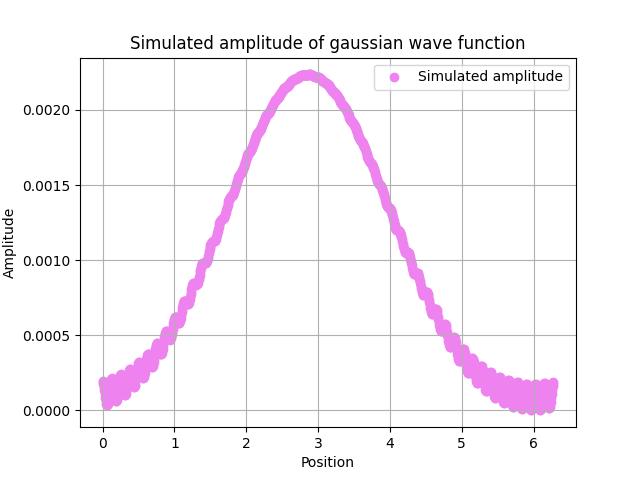 Simulated amplitude of gaussian wave function
Simulated amplitude
0.0020
0.0015
0.0010
0.0005
0.0000
Amplitude
0 1 2 3 4 5 6
Position